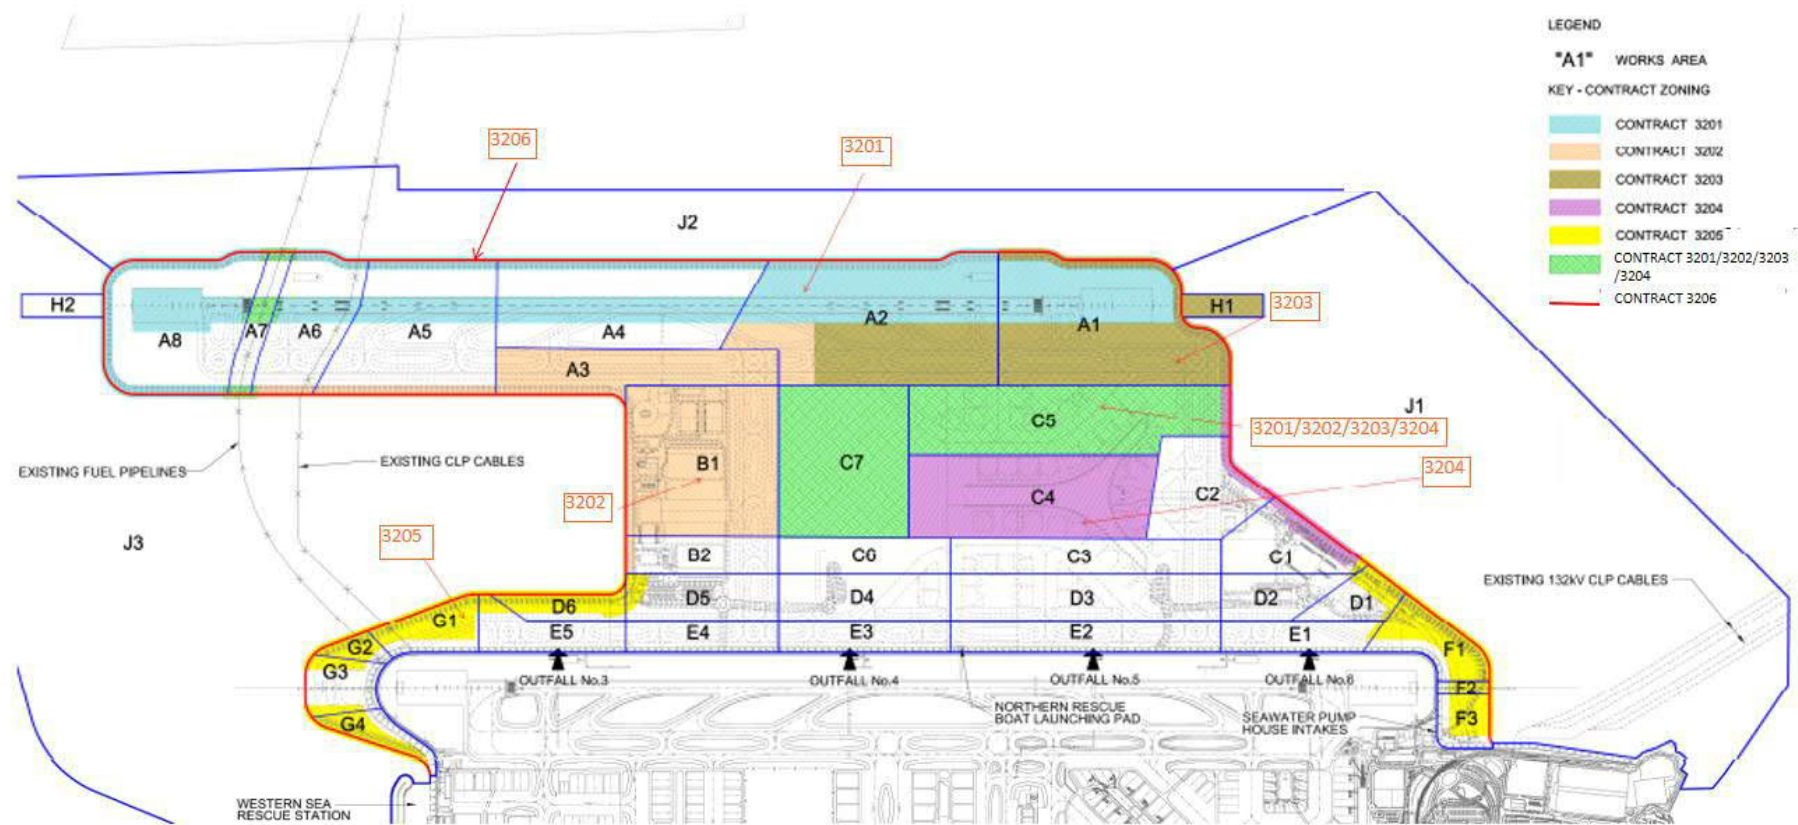 LEGEND
"A1" WORKS AREA
KEY - CONTRACT ZONING
CONTRACT 3201
CONTRACT 3202
CONTRACT 3203
CONTRACT 3204
CONTRACT 3205
CONTRACT 3201/3202/3203
/3204
CONTRACT 3206
3206
3201
J2
H2
H1
3203
A8
A7
A6
A5
A4
A2
A1
A3
J1
C5
3201/3202/3203/3204
EXISTING FUEL PIPELINES
EXISTING CLP CABLES
B1
C7
3204
C4
C2
3202
J3
3205
B2
C6
C3
C1
EXISTING 132kV CLP CABLES
D6
D5
D4
D3
D2
D1
G1
E5
E4
E3
E2
E1
G2
F1
G3
OUTFALL No.3
OUTFALL No.4
OUTFALL No.5
OUTFALL No.6
F2
NORTHERN RESCUE
BOAT LAUNCHING PAD
SEAWATER PUMP
HOUSE INTAKES
F3
G4
WESTERN SEA
RESCUE STATION